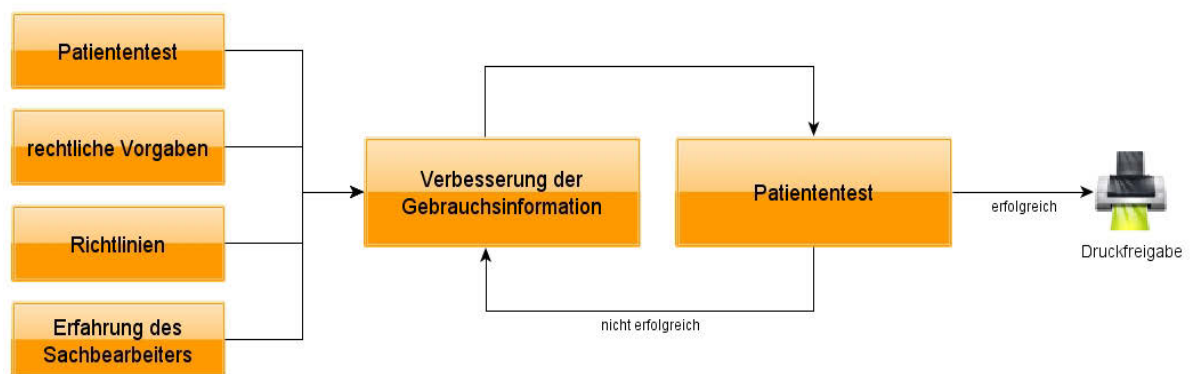 Patiententest
rechtliche Vorgaben
Richtlinien
Erfahrung des
Sachbearbeiters
Verbesserung der
Gebrauchsinformation
Patiententest
erfolgreich
nicht erfolgreich
Druckfreigabe